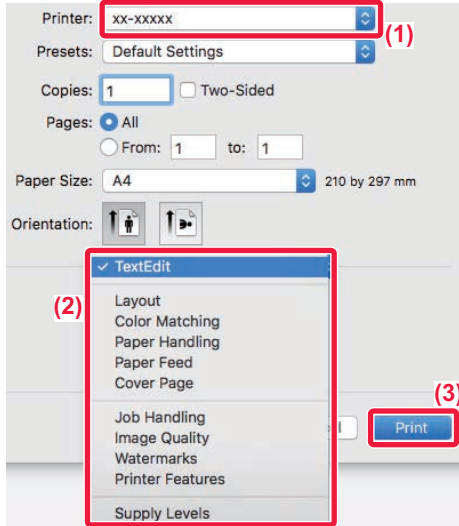 Printer: xx-xxxxx
(1)
Presets: Default Settings
Copies: 1 Two-Sided
Pages: All
From: 1 to: 1
Paper Size: A4 210 by 297 mm
Orientation:
✓ TextEdit
(2)
Layout
Color Matching
Paper Handling
Paper Feed
Cover Page
Job Handling
Image Quality
Watermarks
Printer Features
Supply Levels
(3)
Print